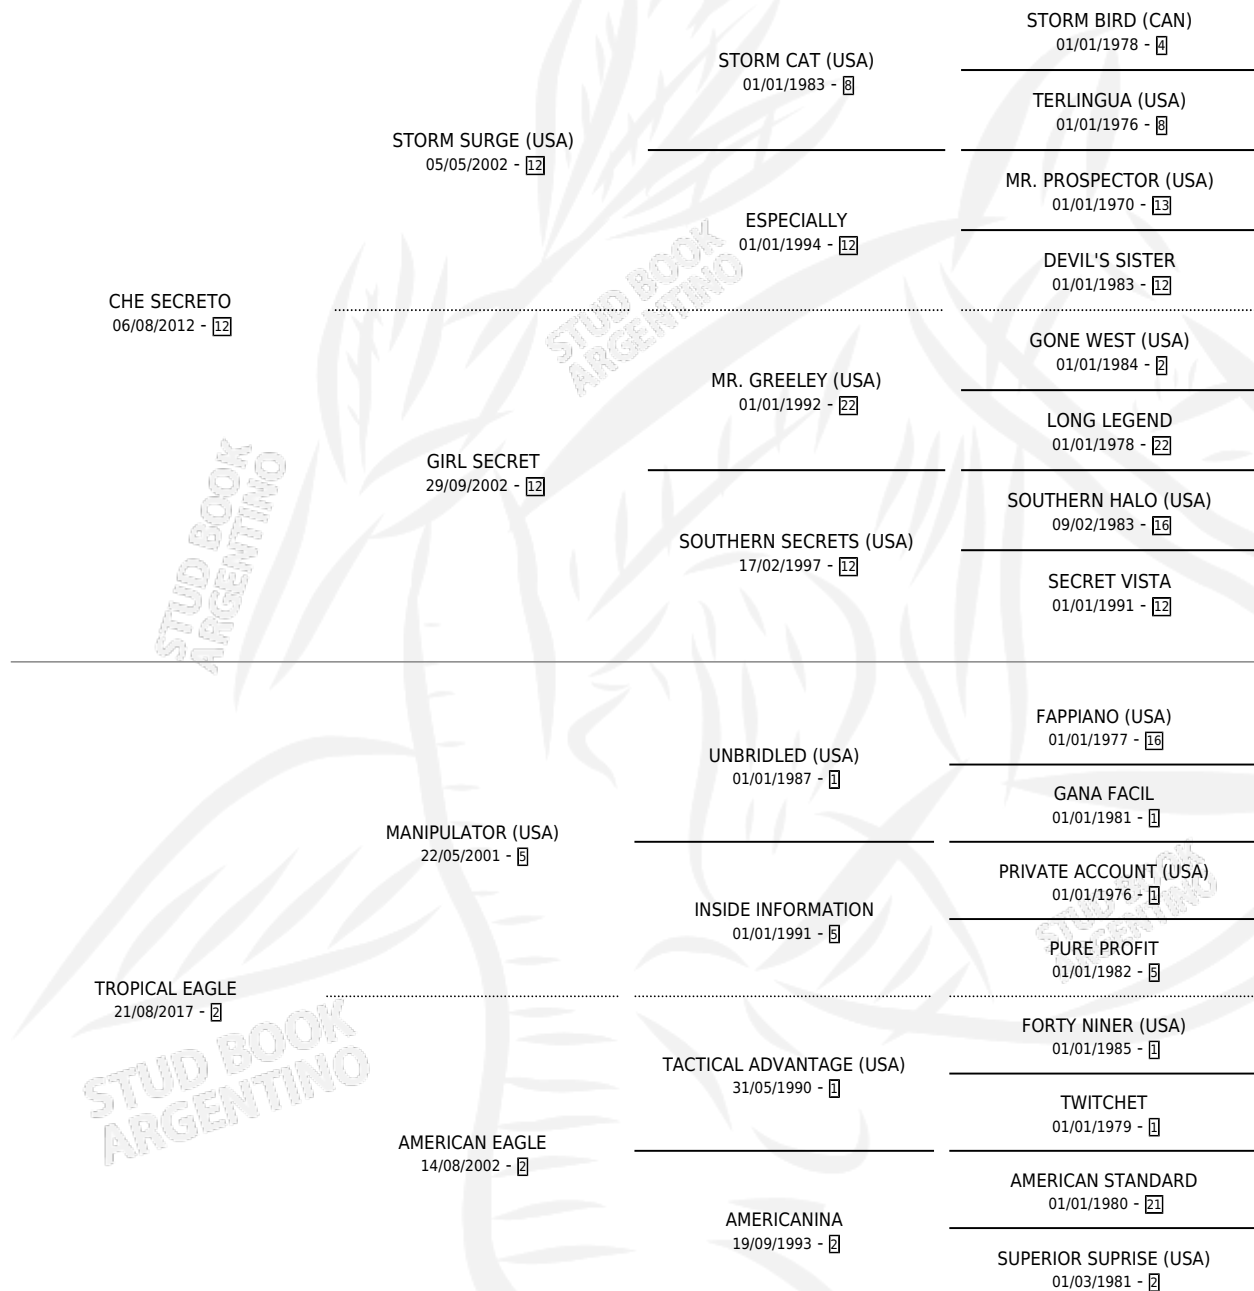 STORM BIRD (CAN)
01/01/1978 - 4
STORM CAT (USA)
01/01/1983 - 8
TERLINGUA (USA)
01/01/1976 - 8
STORM SURGE (USA)
05/05/2002 - 12
MR. PROSPECTOR (USA)
01/01/1970 - 13
ESPECIALLY
01/01/1994 - 12
DEVIL'S SISTER
01/01/1983 - 12
CHE SECRETO
06/08/2012 - 12
GONE WEST (USA)
01/01/1984 - 2
MR. GREELEY (USA)
01/01/1992 - 22
LONG LEGEND
01/01/1978 - 22
GIRL SECRET
29/09/2002 - 12
SOUTHERN HALO (USA)
09/02/1983 - 16
SOUTHERN SECRETS (USA)
17/02/1997 - 12
SECRET VISTA
01/01/1991 - 12
STUD BOOK
ARGENTINO
STUD BOOK
ARGENTINO
FAPPIANO (USA)
01/01/1977 - 16
UNBRIDLED (USA)
01/01/1987 - 1
GANA FACIL
01/01/1981 - 1
MANIPULATOR (USA)
22/05/2001 - 5
PRIVATE ACCOUNT (USA)
01/01/1976 - 1
INSIDE INFORMATION
01/01/1991 - 5
PURE PROFIT
01/01/1982 - 5
TROPICAL EAGLE
21/08/2017 - 2
FORTY NINER (USA)
01/01/1985 - 1
TACTICAL ADVANTAGE (USA)
31/05/1990 - 1
TWITCHET
01/01/1979 - 1
AMERICAN EAGLE
14/08/2002 - 2
AMERICAN STANDARD
01/01/1980 - 21
AMERICANINA
19/09/1993 - 2
SUPERIOR SUPRISE (USA)
01/03/1981 - 2
STUD BOOK
ARGENTINO
STUD BOOK
ARGENTINO